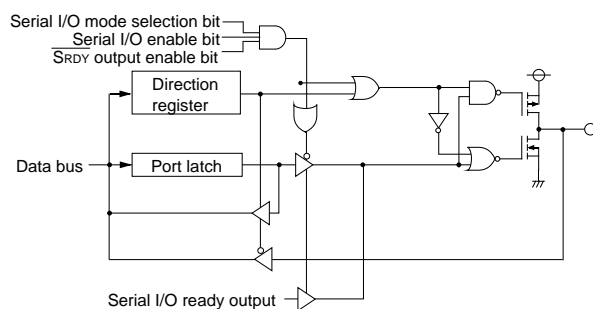 Serial I/O mode selection bit
Serial I/O enable bit
SRDY output enable bit
Direction
register
Data bus
Port latch
Serial I/O ready output